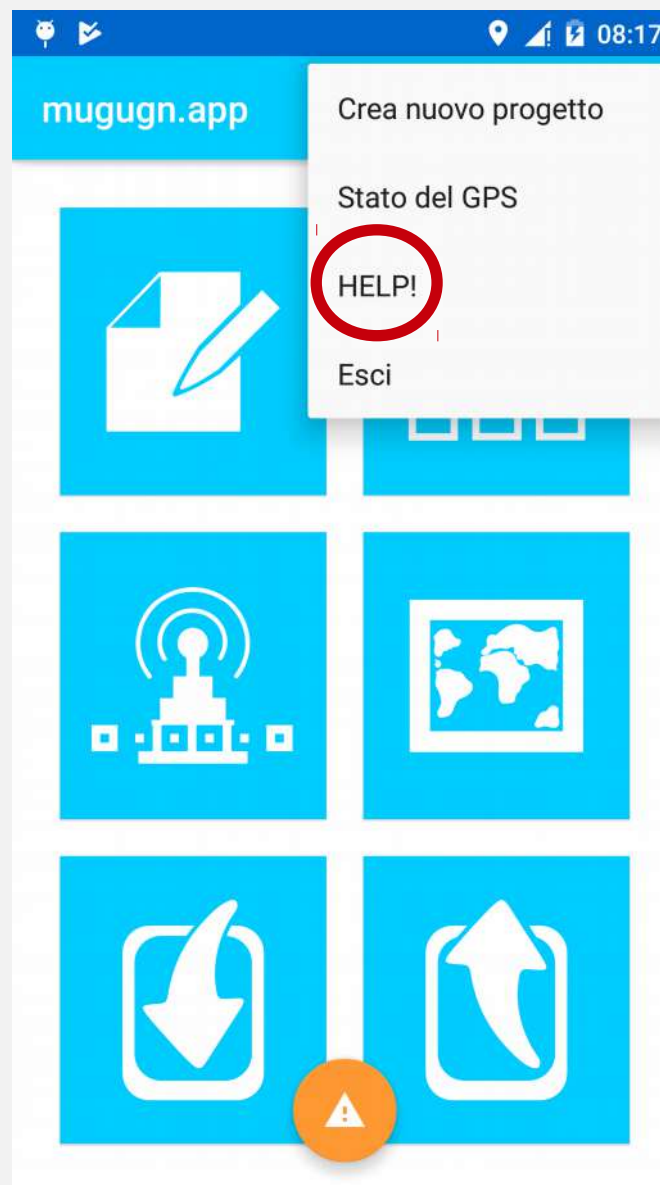 08:17
mugugn.app
Crea nuovo progetto
Stato del GPS
HELP!
Esci